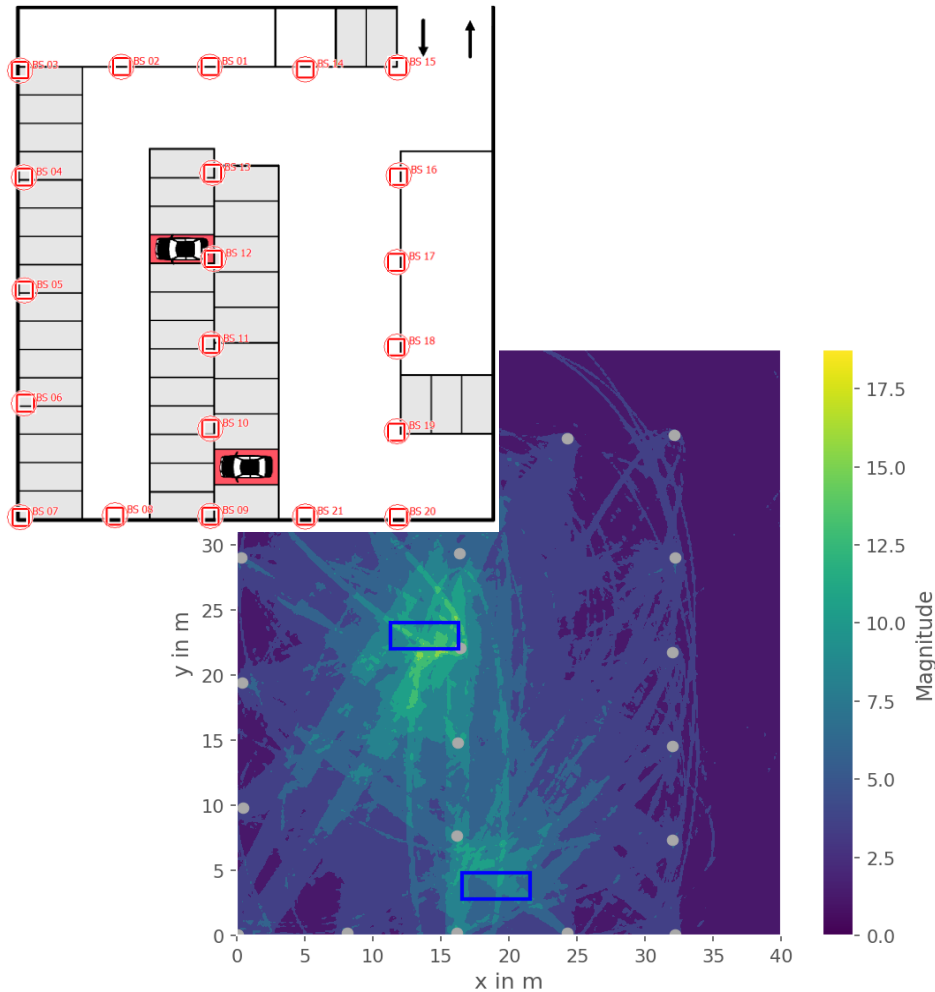 BS 03
BS 02
BS 01
BS 14
BS 15
BS 04
BS 13
BS 16
BS 12
BS 17
BS 05
BS 11
BS 18
BS 06
BS 10
BS 19
BS 07
BS 08
BS 09
BS 21
BS 20
y in m
30
25
20
15
10
5
0
0 5 10 15 20 25 30 35 40
x in m
17.5
15.0
12.5
10.0
7.5
5.0
2.5
0.0
Magnitude